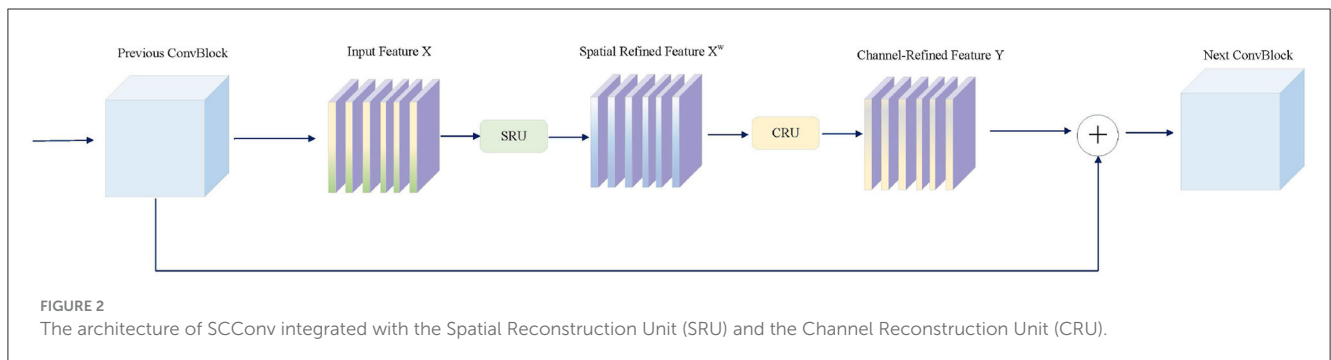 Previous ConvBlock
Input Feature X
Spatial Refined Feature Xʷ
Channel-Refined Feature Y
Next ConvBlock
SRU
CRU
+
FIGURE 2
The architecture of SCConv integrated with the Spatial Reconstruction Unit (SRU) and the Channel Reconstruction Unit (CRU).